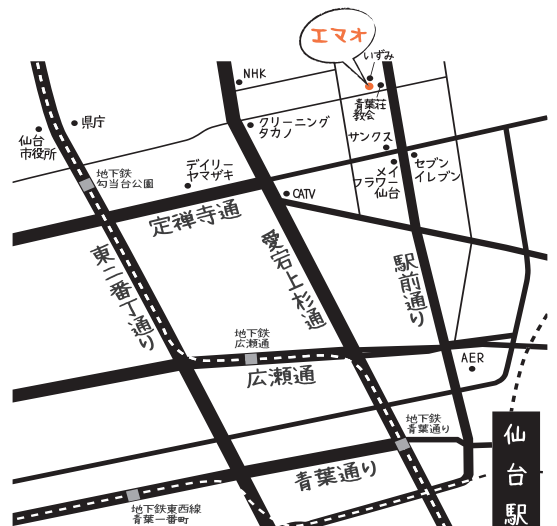 エマオ
いずみ
NHK
青葉荘
教会
県庁
クリーニング
タカノ
仙台
市役所
サンクス
デイリー
ヤマザキ
セブン
イレブン
メイ
フラワー
仙台
地下鉄
勾当台公園
CATV
定禅寺通
愛宕上杉通
東二番丁通り
駅前通り
地下鉄
広瀬通
広瀬通
AER
地下鉄
青葉通り
仙台駅
青葉通り
地下鉄東西線
青葉一番町